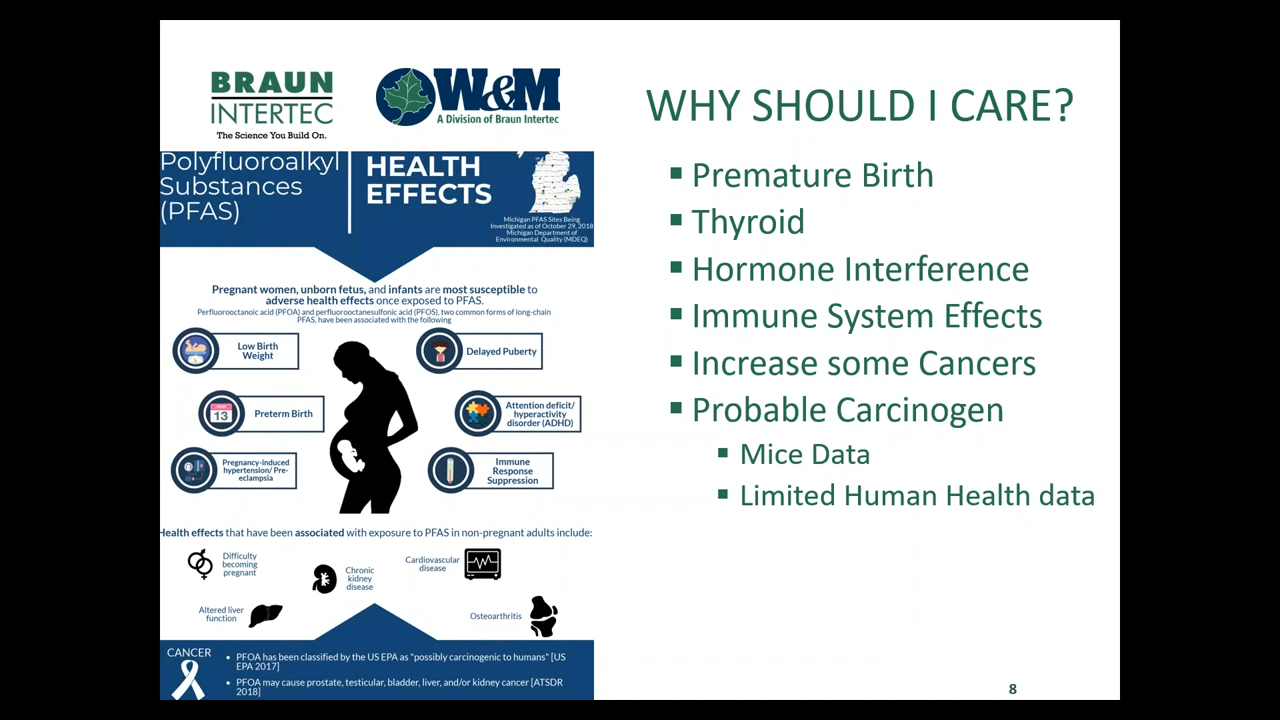 BRAUN
INTERTEC
The Science You Build On.
W&M
A Division of Braun Intertec
WHY SHOULD I CARE?
Polyfluoroalkyl
Substances
(PFAS)
HEALTH
EFFECTS
Michigan PFAS Sites Being
Investigated as of October 29, 2018
Michigan Department of
Environmental Quality (MDEQ)
Pregnant women, unborn fetus, and infants are most susceptible to
adverse health effects once exposed to PFAS.
Perfluorooctanoic acid (PFOA) and perfluorooctanesulfonic acid (PFOS), two common forms of long-chain
PFAS, have been associated with the following
Low Birth
Weight
Delayed Puberty
13
Preterm Birth
Attention deficit/
hyperactivity
disorder (ADHD)
Pregnancy-induced
hypertension/ Pre-
eclampsia
Immune
Response
Suppression
Health effects that have been associated with exposure to PFAS in non-pregnant adults include:
Difficulty
becoming
pregnant
Chronic
kidney
disease
Cardiovascular
disease
Altered liver
function
Osteoarthritis
CANCER
• PFOA has been classified by the US EPA as "possibly carcinogenic to humans" [US
EPA 2017]
• PFOA may cause prostate, testicular, bladder, liver, and/or kidney cancer [ATSDR
2018]
▪ Premature Birth
▪ Thyroid
▪ Hormone Interference
▪ Immune System Effects
▪ Increase some Cancers
▪ Probable Carcinogen
▪ Mice Data
▪ Limited Human Health data
8